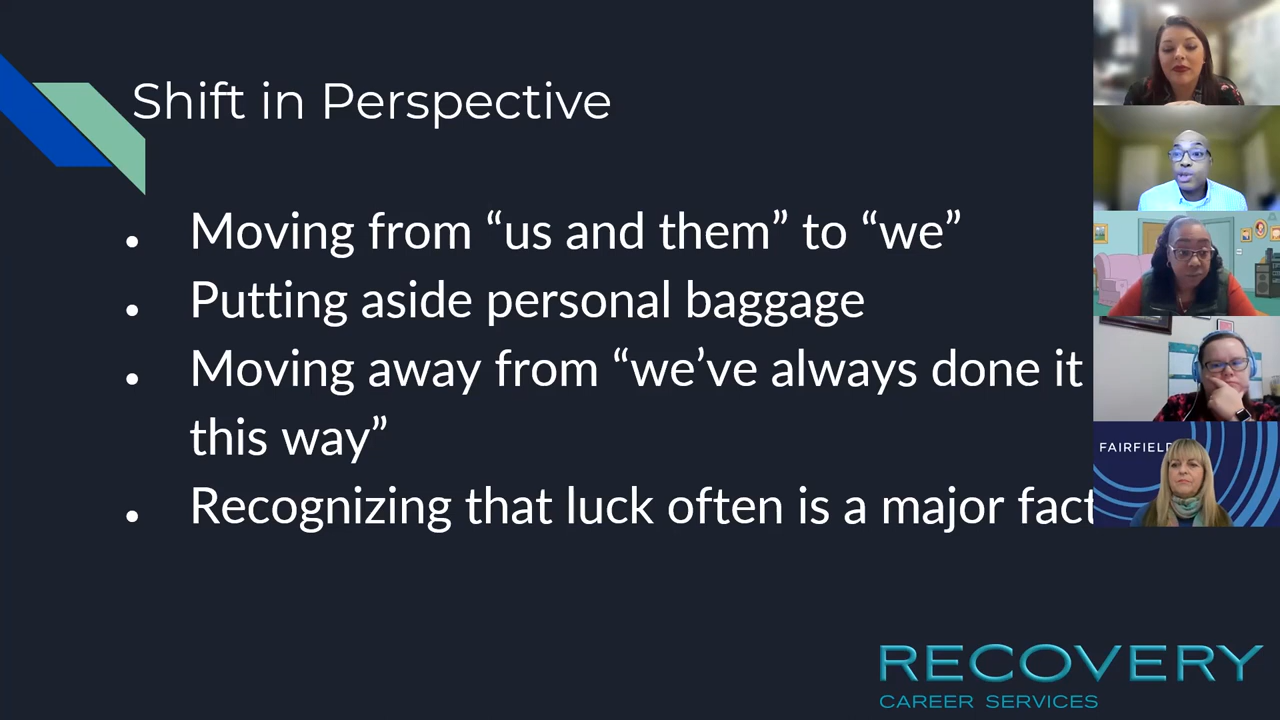 Shift in Perspective
• Moving from “us and them” to “we”
• Putting aside personal baggage
• Moving away from “we’ve always done it
this way”
• Recognizing that luck often is a major fact
FAIRFIELD
RECOVERY
CAREER SERVICES